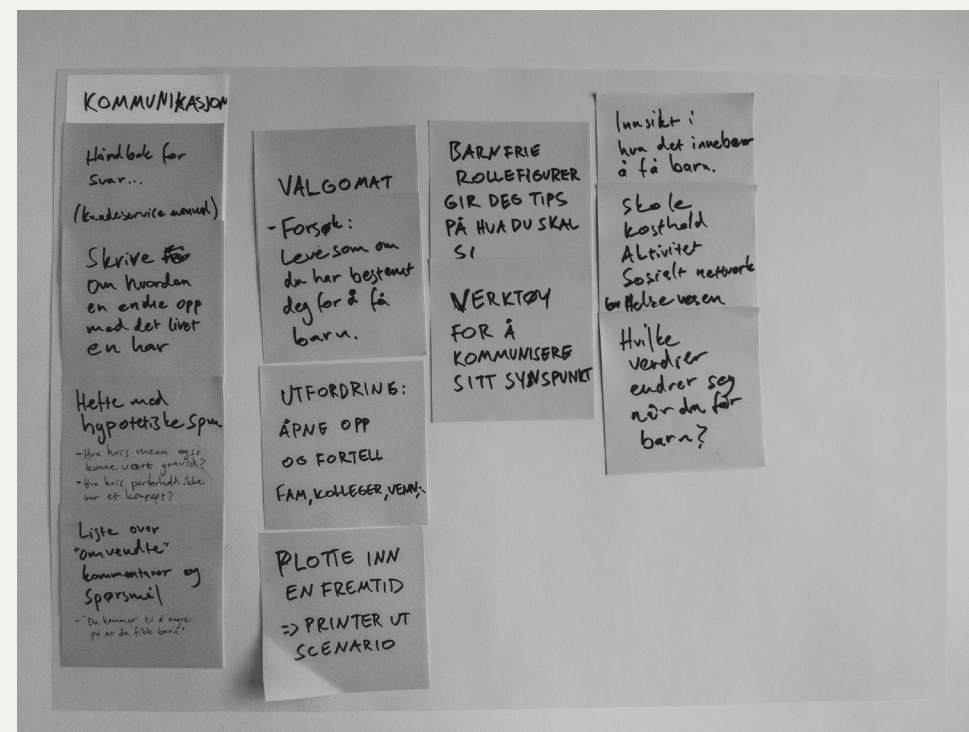 KOMMUNIKASJON
Håndbok for
svar...
(kundeservice manual)
Skrive
om hvordan
en endte opp
med det livet
en har
Hefte med
hypotetiske spm
- Hva hvis menn også
kunne vært gravid?
- Hva hvis parforhold ikke
var et konsept?
Liste over
"omvendte"
kommentarer og
spørsmål
- "Du kommer til å angre
på at du fikk barn"
VALGOMAT
- Forsøk:
Leve som om
du har bestemt
deg for å få
barn.
UTFORDRING:
ÅPNE OPP
OG FORTELL
FAM, KOLLEGER, VENN,
PLOTTE INN
EN FREMTID
=> PRINTER UT
SCENARIO
BARNFRIE
ROLLEFIGURER
GIR DEG TIPS
PÅ HVA DU SKAL
SI
VERKTØY
FOR Å
KOMMUNISERE
SITT SYNSPUNKT
Innsikt i
hva det innebærer
å få barn.
Skole
kosthold
Aktivitet
Sosialt nettverk
Helsevesen
Hvilke
verdier
endrer seg
når du får
barn?